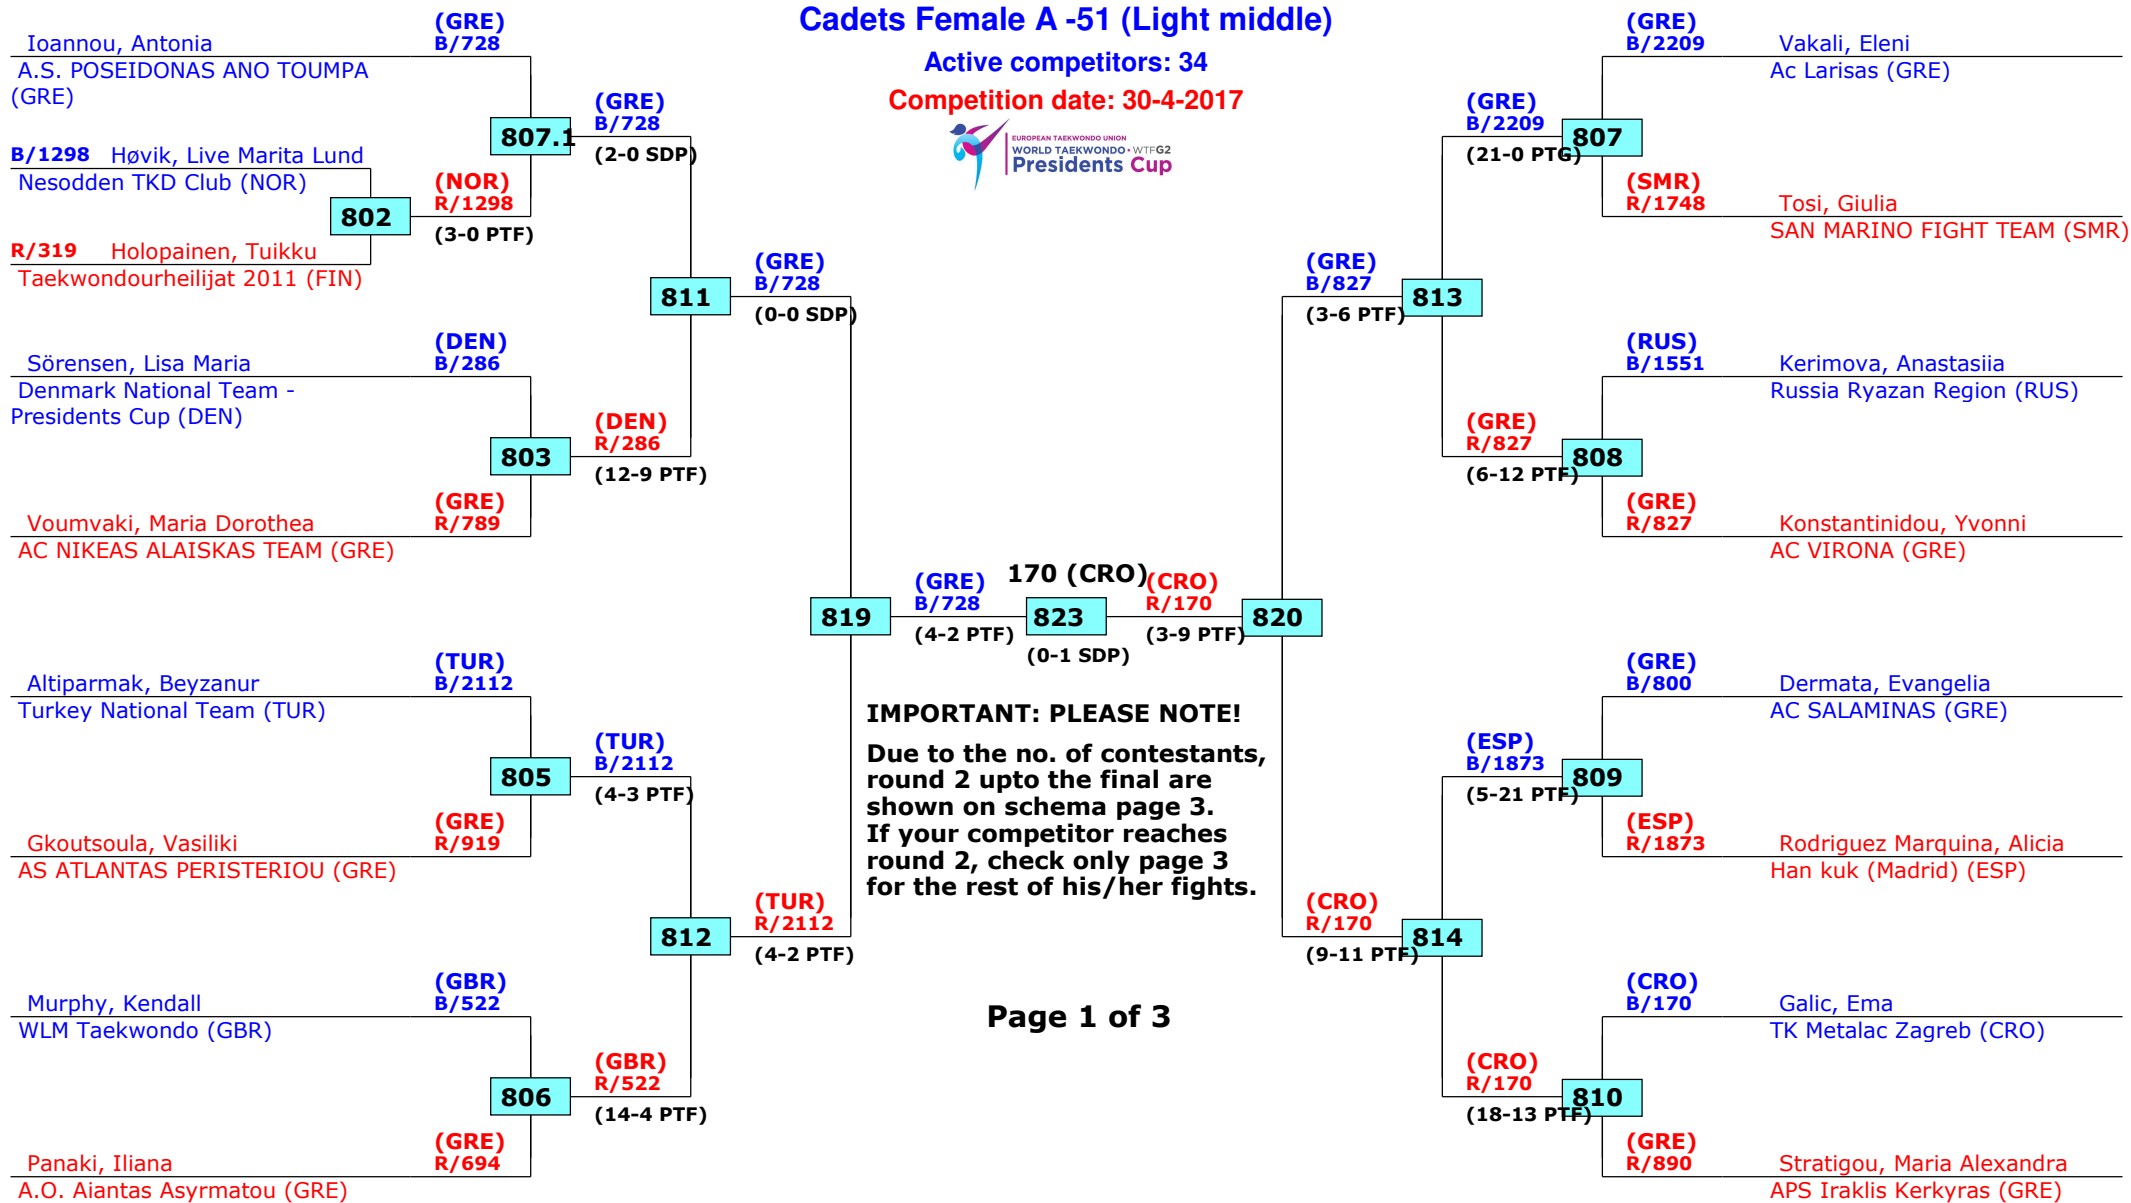 Cadets Female A -51 (Light middle)
Active competitors: 34
Competition date: 30-4-2017
EUROPEAN TAEKWONDO UNION
WORLD TAEKWONDO • WTFG2
Presidents Cup
(GRE)
B/728
Ioannou, Antonia
A.S. POSEIDONAS ANO TOUMPA
(GRE)
807.1
(GRE)
B/728
(2-0 SDP)
B/1298 Høvik, Live Marita Lund
Nesodden TKD Club (NOR)
802
(NOR)
R/1298
(3-0 PTF)
R/319 Holopainen, Tuikku
Taekwondourheilijat 2011 (FIN)
811
(GRE)
B/728
(0-0 SDP)
(DEN)
B/286
Sörensen, Lisa Maria
Denmark National Team -
Presidents Cup (DEN)
803
(DEN)
R/286
(12-9 PTF)
(GRE)
R/789
Voumvaki, Maria Dorothea
AC NIKEAS ALAISKAS TEAM (GRE)
819
(GRE)
B/728
(4-2 PTF)
170 (CRO)
823
(0-1 SDP)
(CRO)
R/170
(3-9 PTF)
820
(TUR)
B/2112
Altiparmak, Beyzanur
Turkey National Team (TUR)
805
(TUR)
B/2112
(4-3 PTF)
(GRE)
R/919
Gkoutsoula, Vasiliki
AS ATLANTAS PERISTERIOU (GRE)
812
(TUR)
R/2112
(4-2 PTF)
(GBR)
B/522
Murphy, Kendall
WLM Taekwondo (GBR)
806
(GBR)
R/522
(14-4 PTF)
(GRE)
R/694
Panaki, Iliana
A.O. Aiantas Asyrmatou (GRE)
IMPORTANT: PLEASE NOTE!
Due to the no. of contestants,
round 2 upto the final are
shown on schema page 3.
If your competitor reaches
round 2, check only page 3
for the rest of his/her fights.
Page 1 of 3
(GRE)
B/2209
Vakali, Eleni
Ac Larisas (GRE)
(GRE)
B/2209
(21-0 PTG)
807
(SMR)
R/1748
Tosi, Giulia
SAN MARINO FIGHT TEAM (SMR)
(GRE)
B/827
(3-6 PTF)
813
(RUS)
B/1551
Kerimova, Anastasiia
Russia Ryazan Region (RUS)
(GRE)
R/827
(6-12 PTF)
808
(GRE)
R/827
Konstantinidou, Yvonni
AC VIRONA (GRE)
(GRE)
B/800
Dermata, Evangelia
AC SALAMINAS (GRE)
(ESP)
B/1873
(5-21 PTF)
809
(ESP)
R/1873
Rodriguez Marquina, Alicia
Han kuk (Madrid) (ESP)
(CRO)
R/170
(9-11 PTF)
814
(CRO)
B/170
Galic, Ema
TK Metalac Zagreb (CRO)
(CRO)
R/170
(18-13 PTF)
810
(GRE)
R/890
Stratigou, Maria Alexandra
APS Iraklis Kerkyras (GRE)